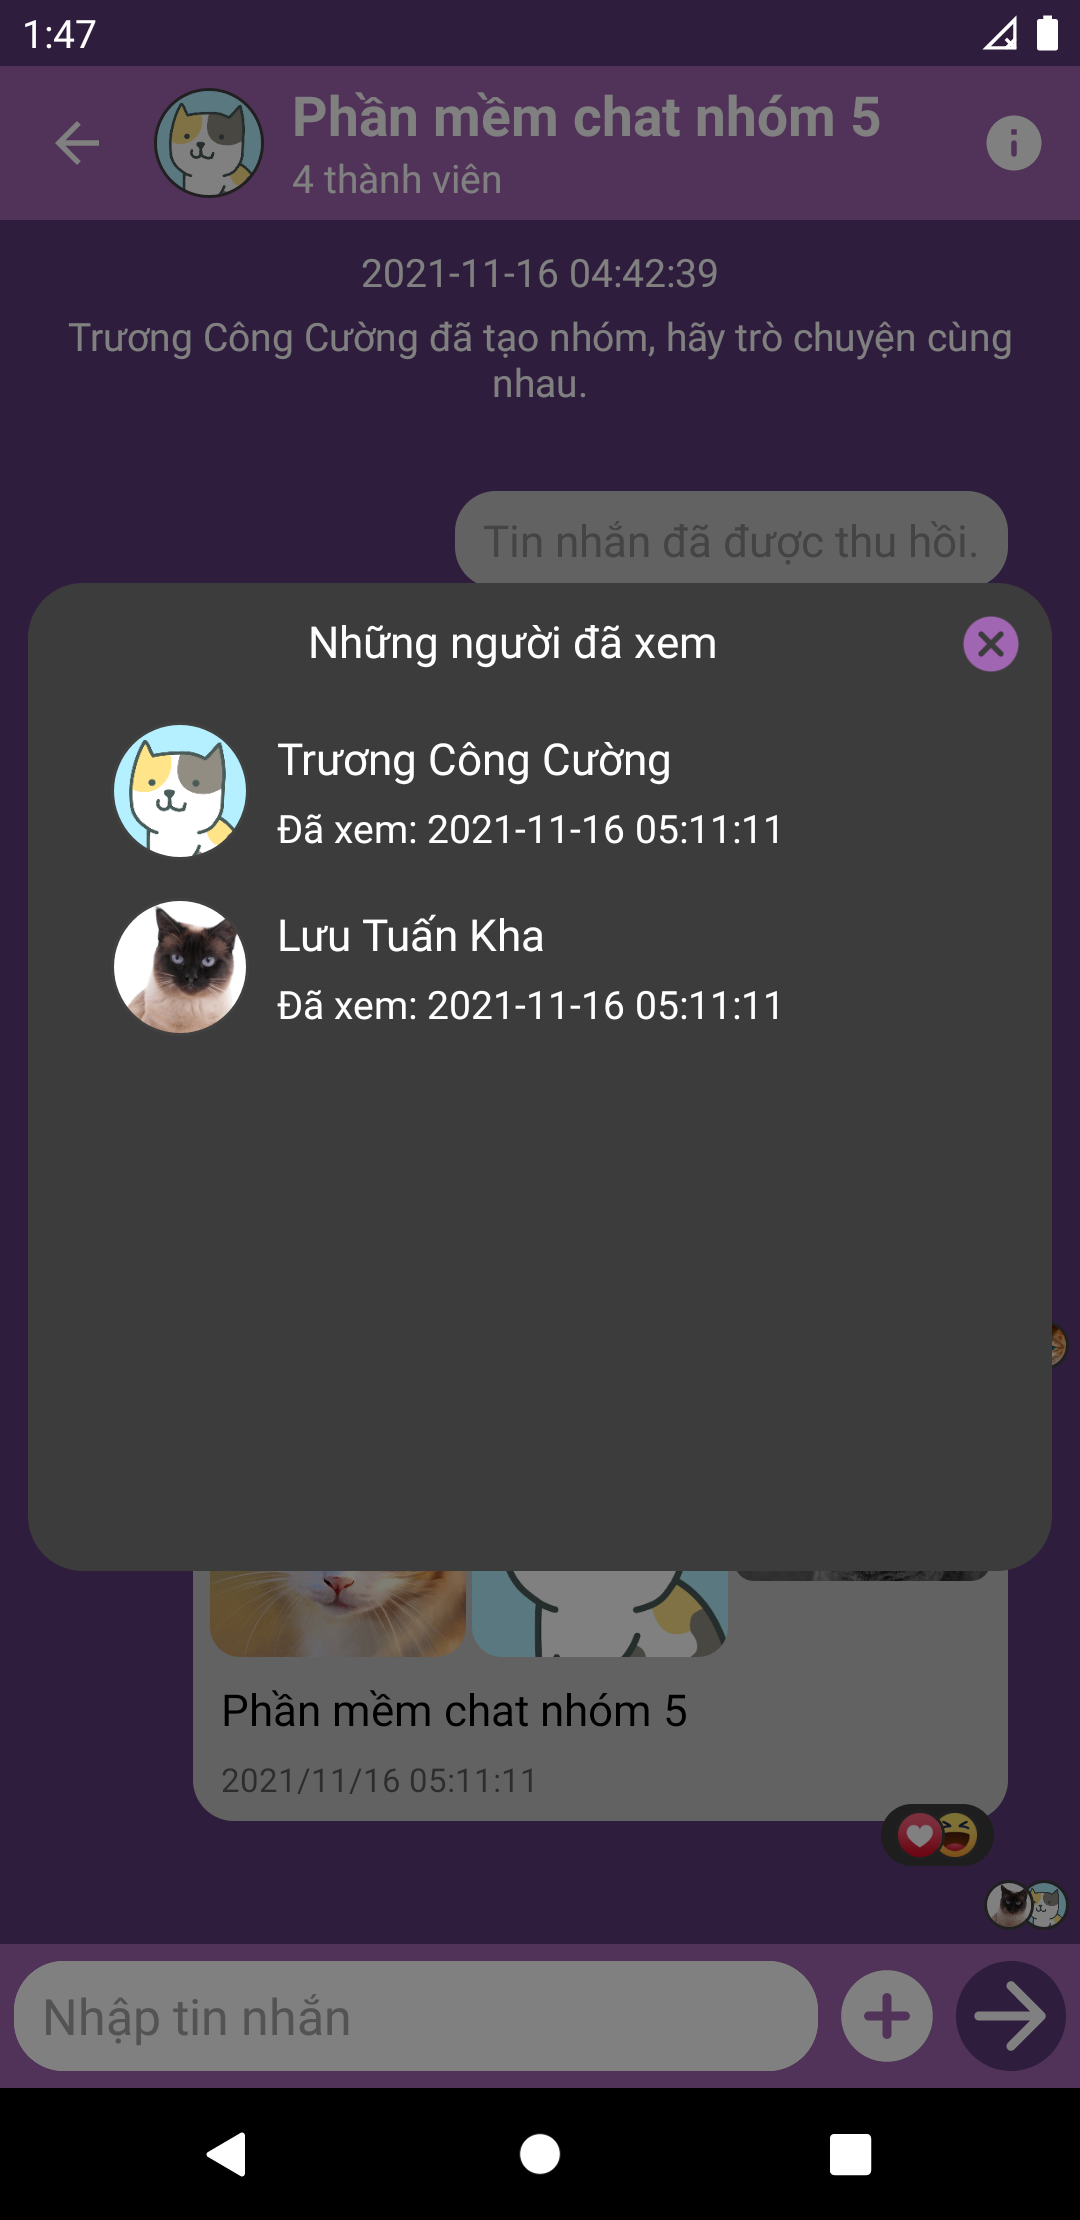 1:47
Phần mềm chat nhóm 5
4 thành viên
2021-11-16 04:42:39
Trương Công Cường đã tạo nhóm, hãy trò chuyện cùng
nhau.
Tin nhắn đã được thu hồi.
Những người đã xem
Trương Công Cường
Đã xem: 2021-11-16 05:11:11
Lưu Tuấn Kha
Đã xem: 2021-11-16 05:11:11
Phần mềm chat nhóm 5
2021/11/16 05:11:11
Nhập tin nhắn